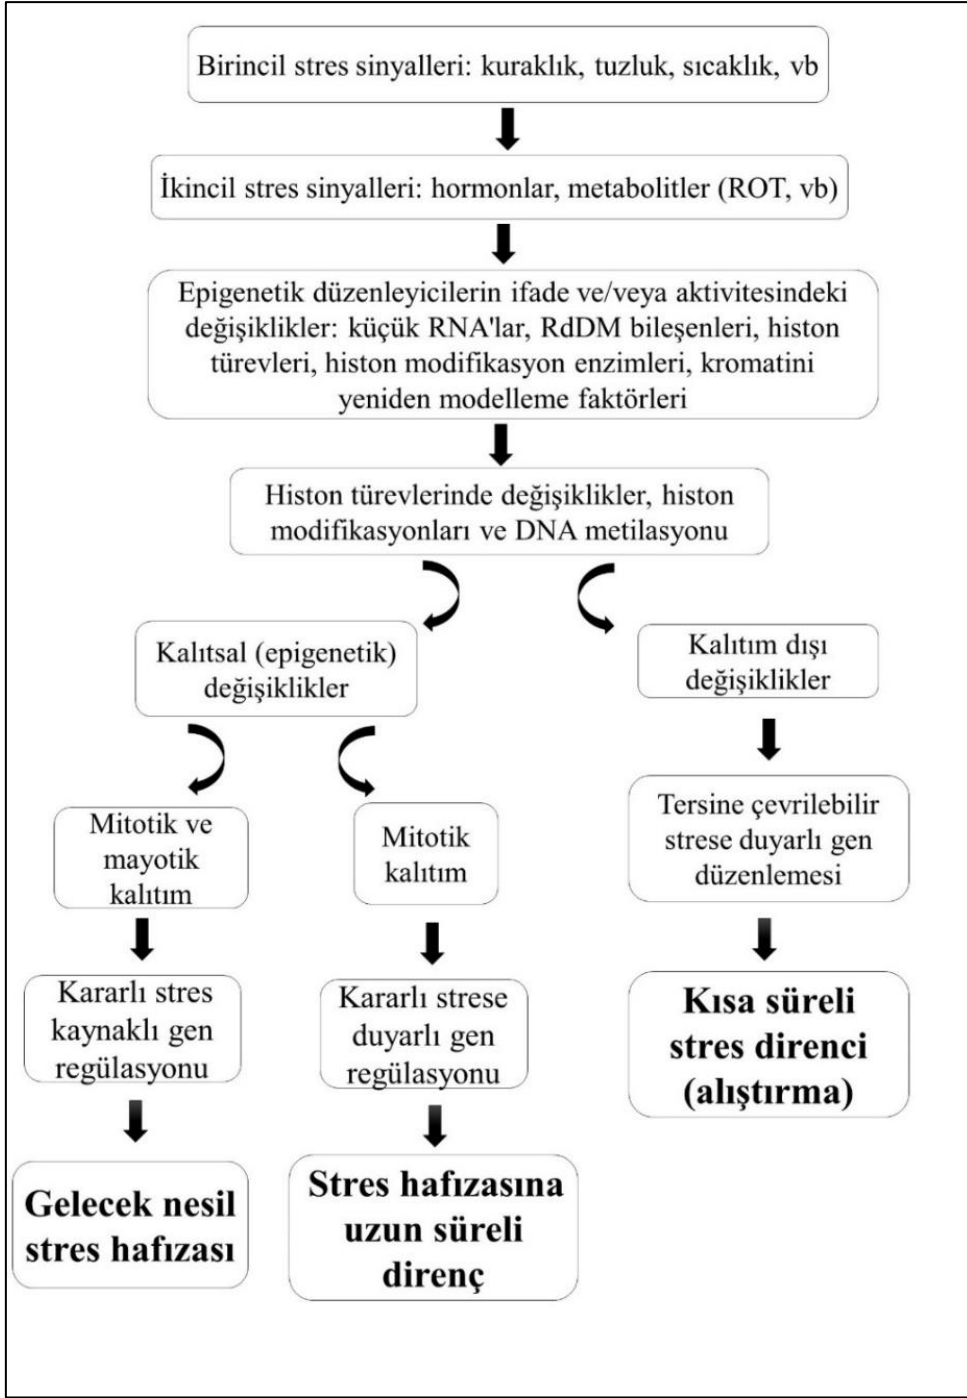 Birincil stres sinyalleri: kuraklık, tuzluk, sıcaklık, vb
İkincil stres sinyalleri: hormonlar, metabolitler (ROT, vb)
Epigenetik düzenleyicilerin ifade ve/veya aktivitesindeki
değişiklikler: küçük RNA'lar, RdDM bileşenleri, histon
türevleri, histon modifikasyon enzimleri, kromatini
yeniden modelleme faktörleri
Histon türevlerinde değişiklikler, histon
modifikasyonları ve DNA metilasyonu
Kalıtsal (epigenetik)
değişiklikler
Kalıtım dışı
değişiklikler
Mitotik ve
mayotik
kalıtım
Mitotik
kalıtım
Tersine çevrilebilir
strese duyarlı gen
düzenlemesi
Kararlı stres
kaynaklı gen
regülasyonu
Kararlı strese
duyarlı gen
regülasyonu
Kısa süreli
stres direnci
(alıştırma)
Gelecek nesil
stres hafızası
Stres hafızasına
uzun süreli
direnç